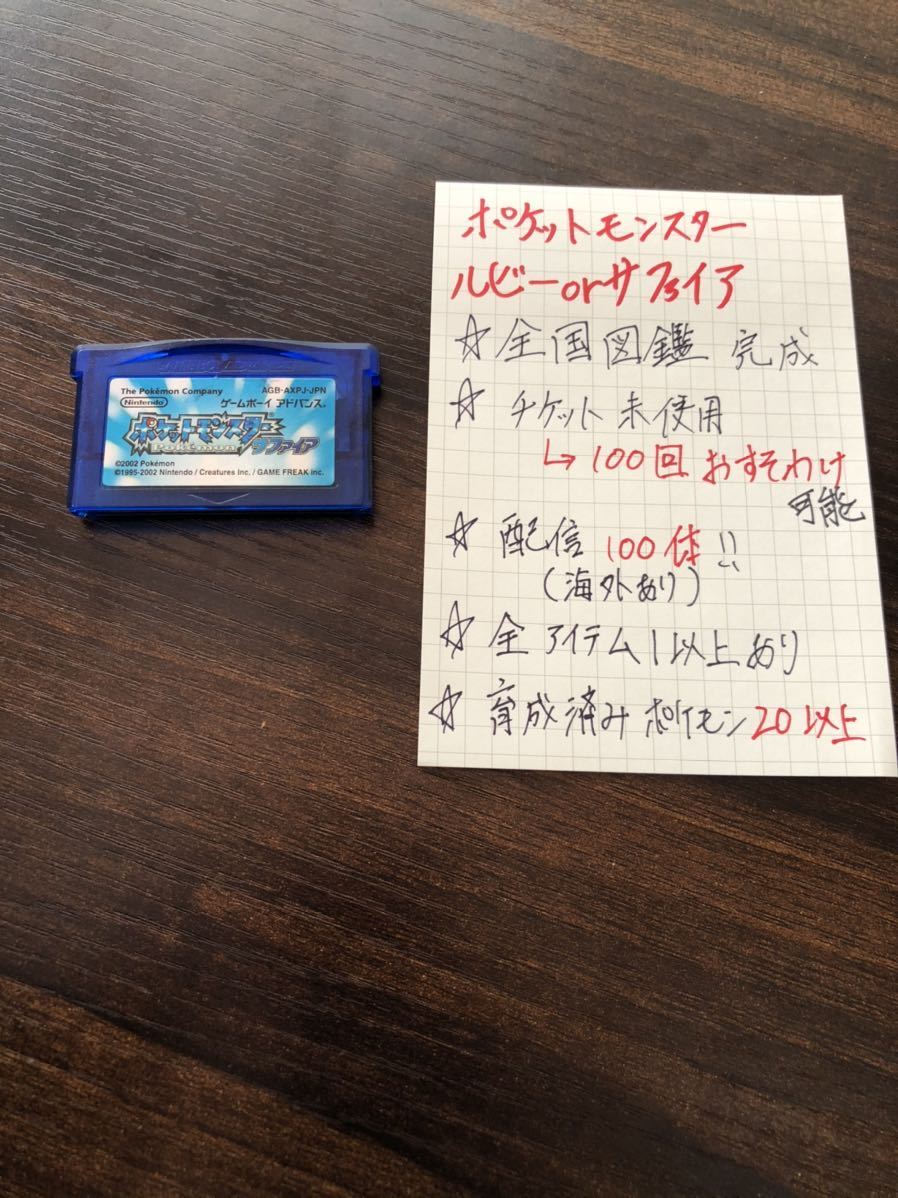 The Pokémon Company
AGB-AXPJ-JPN
Nintendo
ゲームボーイ アドバンス
ポケットモンスター
Pokémon サファイア
©2002 Pokémon
©1995-2002 Nintendo / Creatures Inc. / GAME FREAK inc.
ポケットモンスター
ルビーorサファイア
☆ 全国図鑑 完成
☆ チケット 未使用
↳ 100回 おすそわけ
可能
☆ 配信 100体!!
(海外あり)
☆ 全アイテム1以上あり
☆ 育成済みポケモン20以上